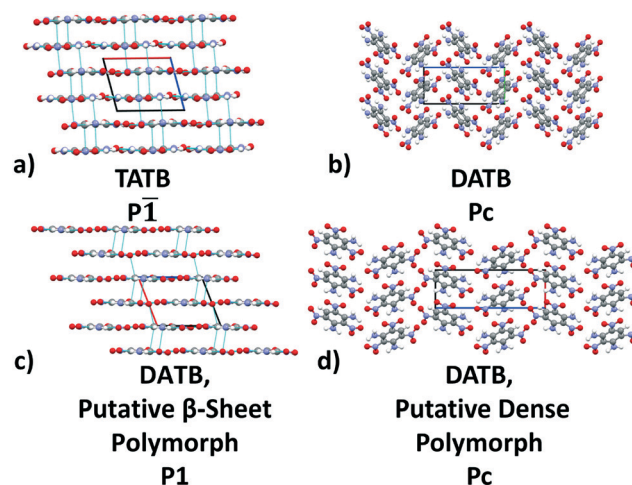 a)
TATB
P1̅
b)
DATB
Pc
c)
DATB,
Putative β-Sheet
Polymorph
P1
d)
DATB,
Putative Dense
Polymorph
Pc